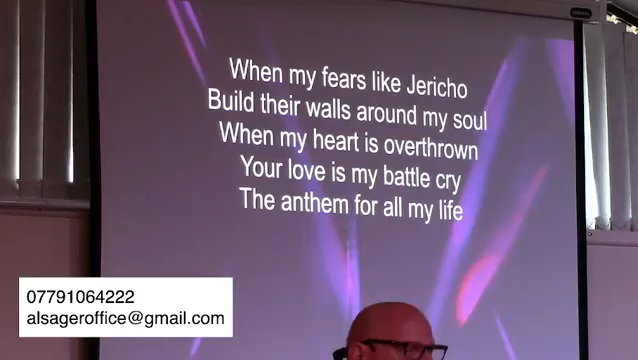 When my fears like Jericho
Build their walls around my soul
When my heart is overthrown
Your love is my battle cry
The anthem for all my life
07791064222
alsageroffice@gmail.com